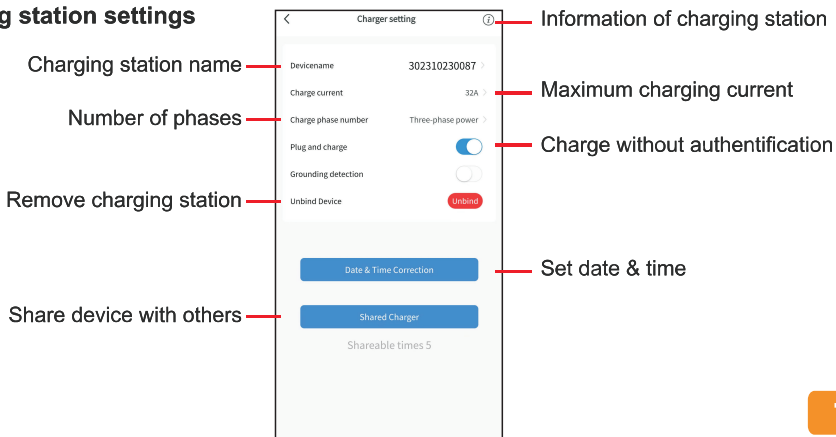 g station settings
Charger setting
Information of charging station
Charging station name
Devicename 302310230087
Charge current 32A
Maximum charging current
Number of phases
Charge phase number Three-phase power
Plug and charge
Charge without authentification
Grounding detection
Remove charging station
Unbind Device Unbind
Date & Time Correction
Set date & time
Share device with others
Shared Charger
Shareable times 5